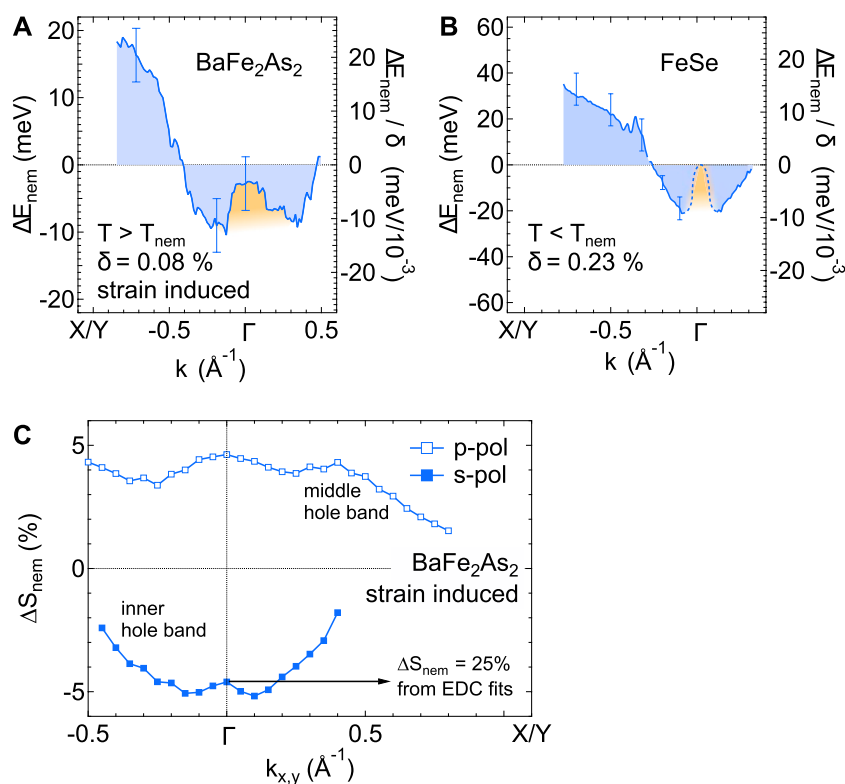 A
BaFe2As2
ΔEnem (meV)
20
10
0
-10
-20
ΔEnem / δ (meV/10-3)
20
10
0
-10
-20
T > Tnem
δ = 0.08 %
strain induced
X/Y
-0.5
Γ
0.5
k (Å-1)
B
FeSe
ΔEnem (meV)
60
40
20
0
-20
-40
-60
ΔEnem / δ (meV/10-3)
20
10
0
-10
-20
T < Tnem
δ = 0.23 %
X/Y
-0.5
Γ
k (Å-1)
C
ΔSnem (%)
5
0
-5
p-pol
s-pol
middle
hole band
BaFe2As2
strain induced
inner
hole band
ΔSnem = 25%
from EDC fits
-0.5
Γ
0.5
X/Y
kx,y (Å-1)